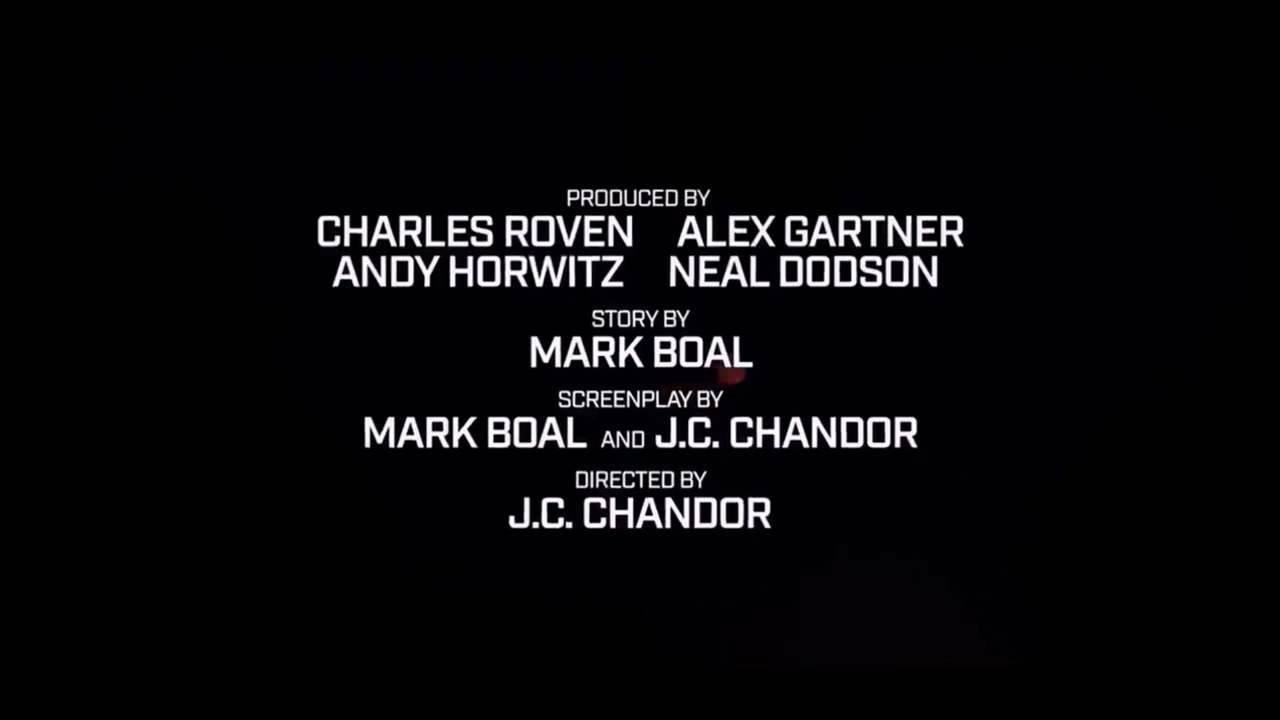 PRODUCED BY
CHARLES ROVEN ALEX GARTNER
ANDY HORWITZ NEAL DODSON
STORY BY
MARK BOAL
SCREENPLAY BY
MARK BOAL AND J.C. CHANDOR
DIRECTED BY
J.C. CHANDOR